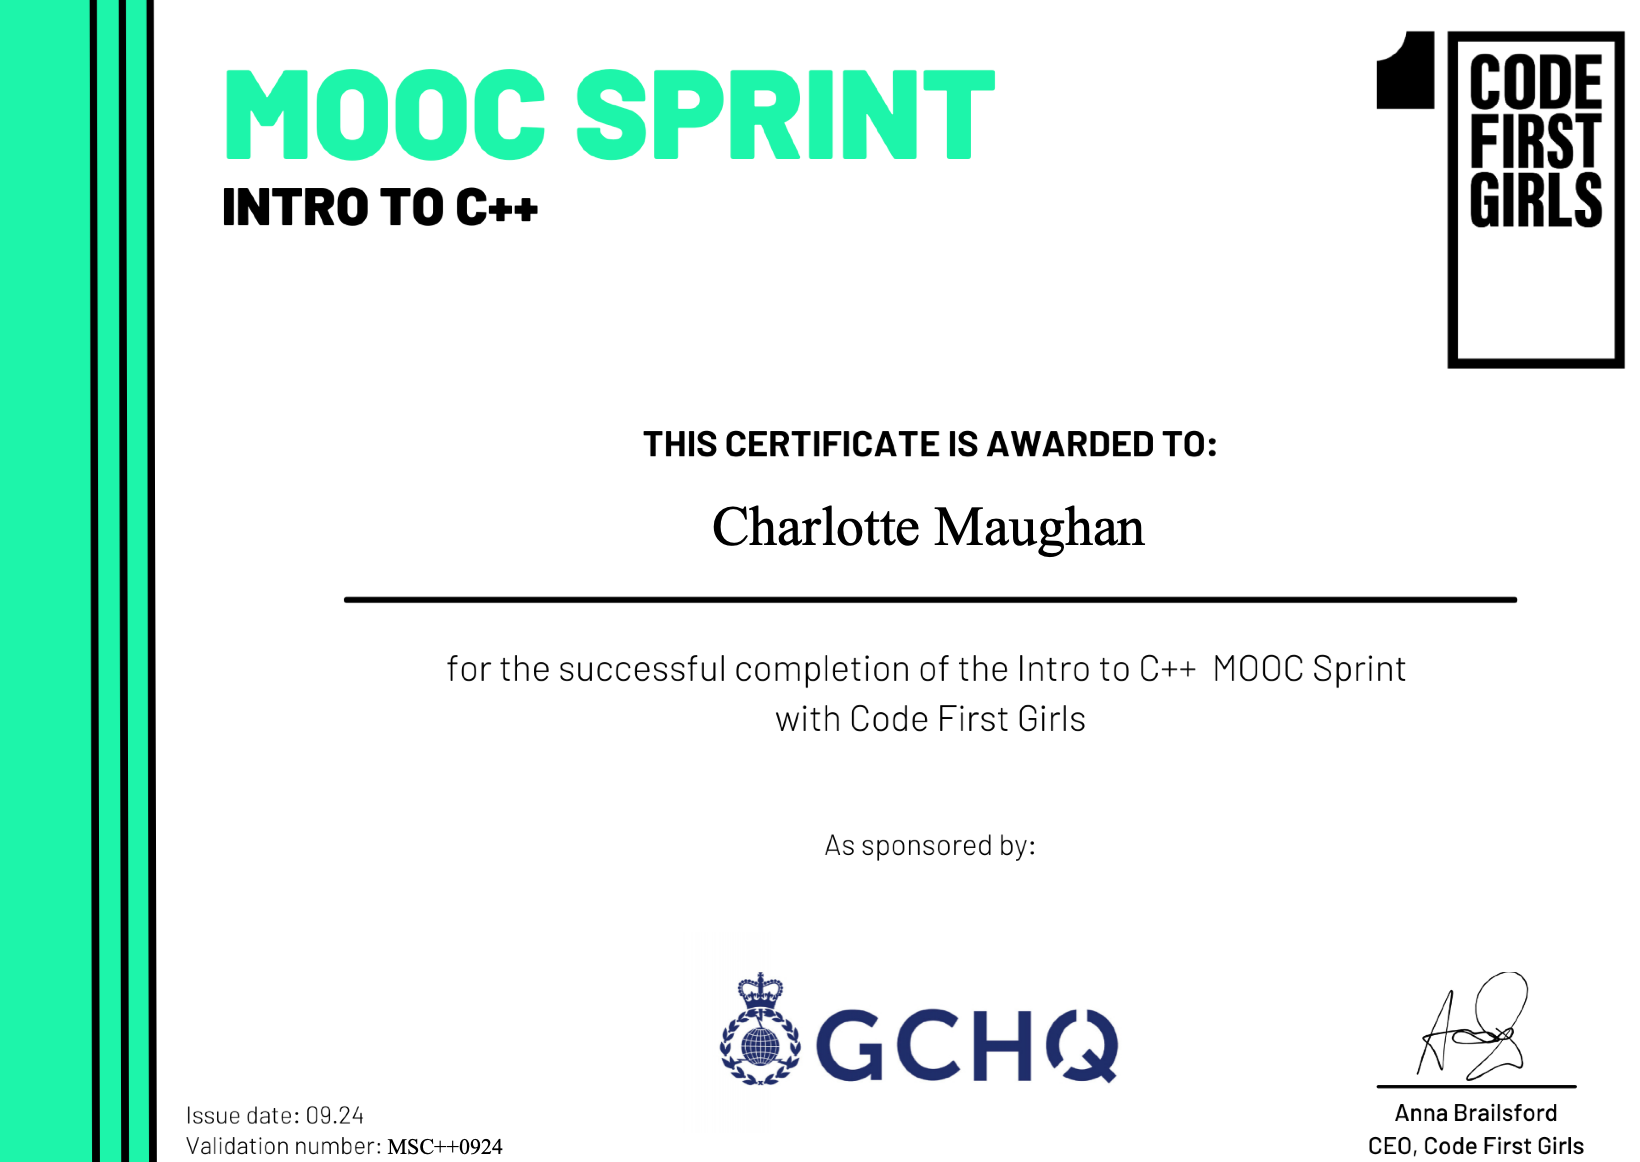 MOOC SPRINT
INTRO TO C++
CODE
FIRST
GIRLS
THIS CERTIFICATE IS AWARDED TO:
Charlotte Maughan
for the successful completion of the Intro to C++ MOOC Sprint
with Code First Girls
As sponsored by:
GCHQ
Issue date: 09.24
Validation number: MSC++0924
Anna Brailsford
CEO, Code First Girls